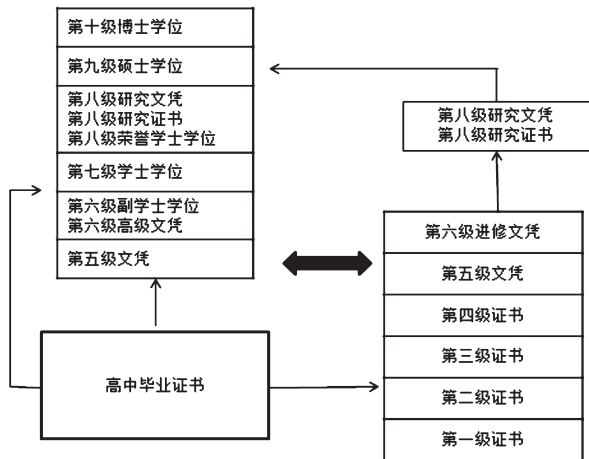 第十级博士学位
第九级硕士学位
第八级研究文凭
第八级研究证书
第八级荣誉学士学位
第七级学士学位
第六级副学士学位
第六级高级文凭
第五级文凭
高中毕业证书
第八级研究文凭
第八级研究证书
第六级进修文凭
第五级文凭
第四级证书
第三级证书
第二级证书
第一级证书